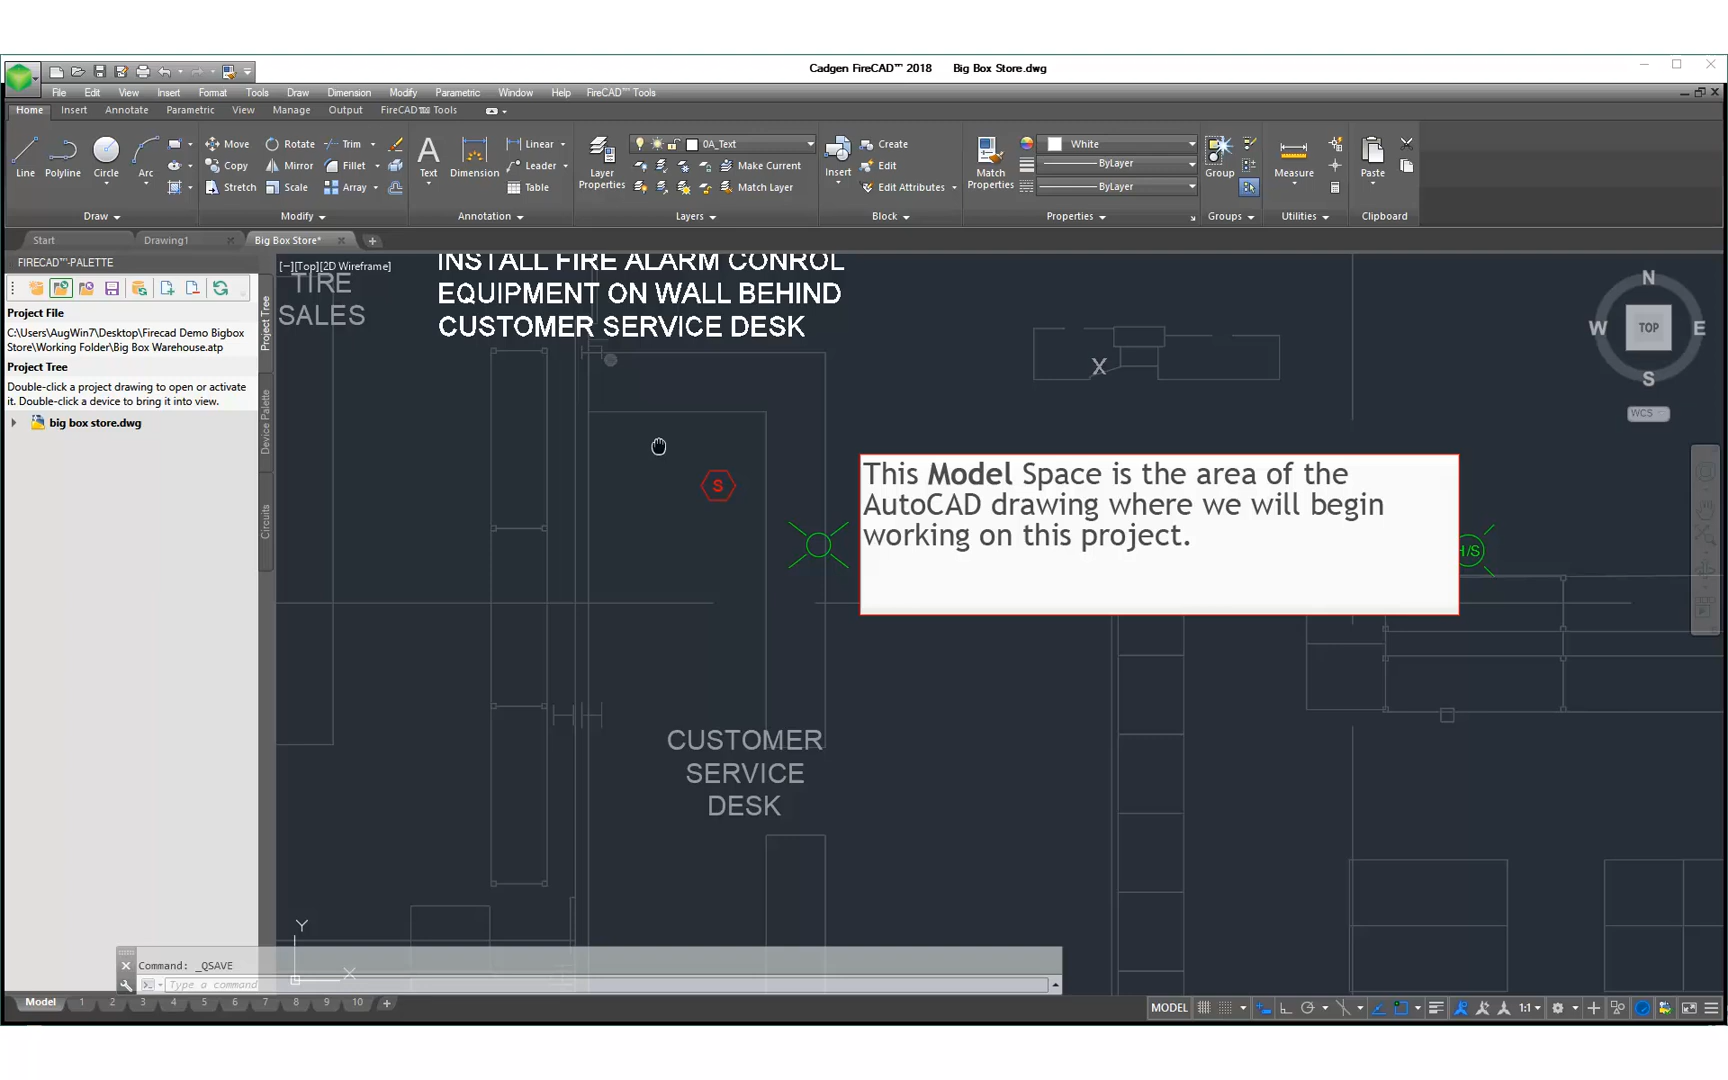 Cadgen FireCAD™ 2018 Big Box Store.dwg
File Edit View Insert Format Tools Draw Dimension Modify Parametric Window Help FireCAD™ Tools
Home Insert Annotate Parametric View Manage Output FireCAD Tools
Line Polyline Circle Arc
Move Rotate Trim
Copy Mirror Fillet
Stretch Scale Array
Text Dimension
Linear
Leader
Table
Layer
Properties
0A_Text
Make Current
Match Layer
Insert
Create
Edit
Edit Attributes
Match
Properties
White
ByLayer
ByLayer
Group
Measure
Paste
Draw Modify Annotation Layers Block Properties Groups Utilities Clipboard
Start Drawing1 Big Box Store*
FIRECAD™-PALETTE
Project File
C:\Users\AugWin7\Desktop\Firecad Demo Bigbox
Store\Working Folder\Big Box Warehouse.atp
Project Tree
Double-click a project drawing to open or activate
it. Double-click a device to bring it into view.
big box store.dwg
Project Tree
Device Palette
Circuits
[−][Top][2D Wireframe]
TIRE
SALES
INSTALL FIRE ALARM CONROL
EQUIPMENT ON WALL BEHIND
CUSTOMER SERVICE DESK
X
S
This Model Space is the area of the
AutoCAD drawing where we will begin
working on this project.
H/S
CUSTOMER
SERVICE
DESK
N
W TOP E
S
WCS
Y
X
Command: _QSAVE
Type a command
Model 1 2 3 4 5 6 7 8 9 10 +
MODEL 1:1